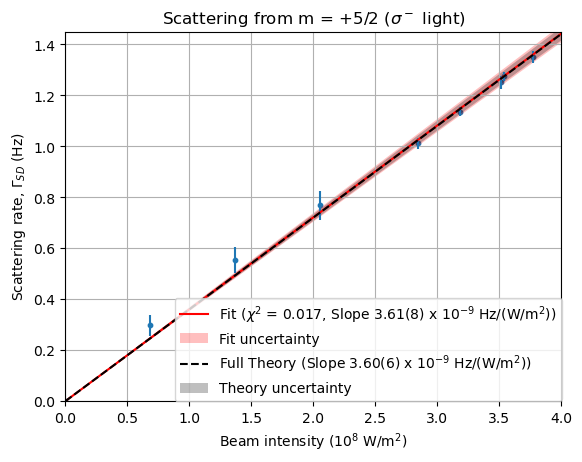 Scattering from m = +5/2 (σ⁻ light)
Scattering rate, Γ_SD (Hz)
1.4
1.2
1.0
0.8
0.6
0.4
0.2
0.0
Fit (χ² = 0.017, Slope 3.61(8) x 10⁻⁹ Hz/(W/m²))
Fit uncertainty
Full Theory (Slope 3.60(6) x 10⁻⁹ Hz/(W/m²))
Theory uncertainty
0.0 0.5 1.0 1.5 2.0 2.5 3.0 3.5 4.0
Beam intensity (10⁸ W/m²)